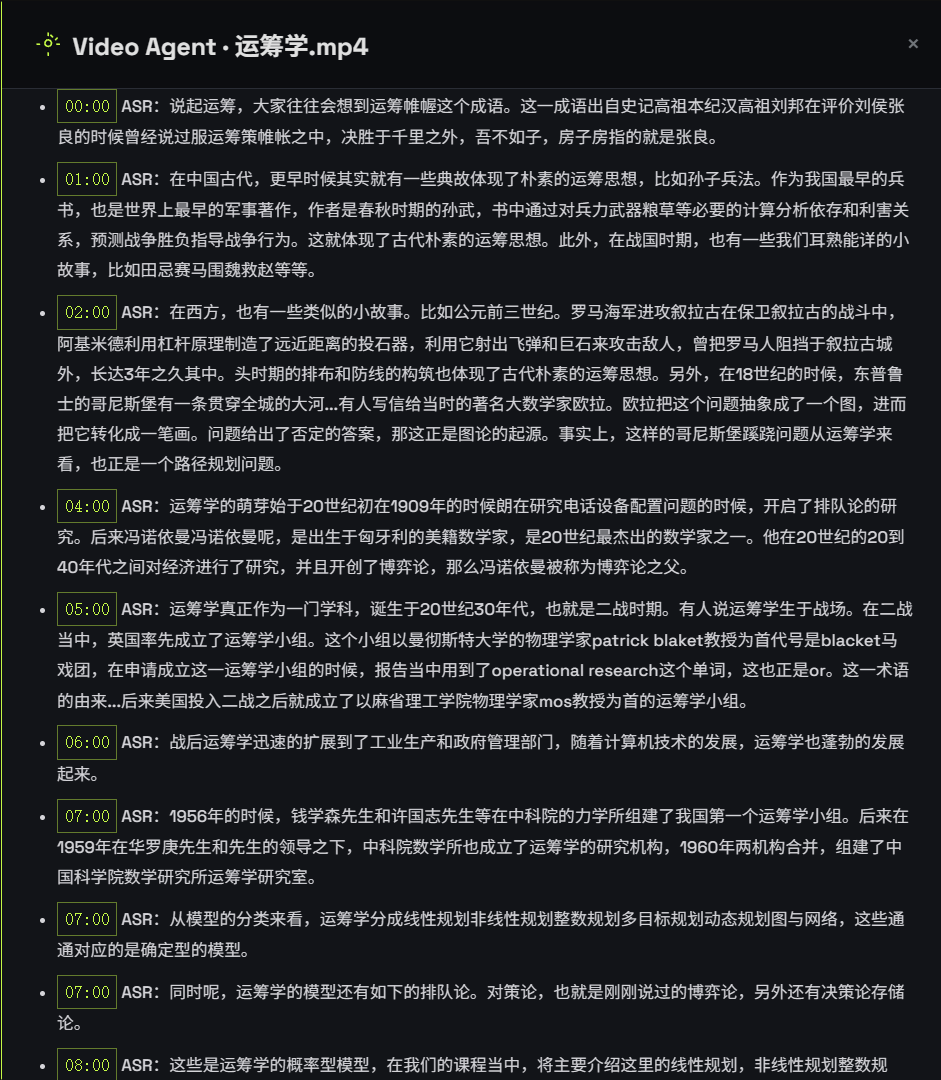 Video Agent · 运筹学.mp4
×
00:00 ASR：说起运筹，大家往往会想到运筹帷幄这个成语。这一成语出自史记高祖本纪汉高祖刘邦在评价刘侯张
良的时候曾经说过服运筹策帷帐之中，决胜于千里之外，吾不如子，房子房指的就是张良。
01:00 ASR：在中国古代，更早时候其实就有一些典故体现了朴素的运筹思想，比如孙子兵法。作为我国最早的兵
书，也是世界上最早的军事著作，作者是春秋时期的孙武，书中通过对兵力武器粮草等必要的计算分析依存和利害关
系，预测战争胜负指导战争行为。这就体现了古代朴素的运筹思想。此外，在战国时期，也有一些我们耳熟能详的小
故事，比如田忌赛马围魏救赵等等。
02:00 ASR：在西方，也有一些类似的小故事。比如公元前三世纪。罗马海军进攻叙拉古在保卫叙拉古的战斗中，
阿基米德利用杠杆原理制造了远近距离的投石器，利用它射出飞弹和巨石来攻击敌人，曾把罗马人阻挡于叙拉古城
外，长达3年之久其中。头时期的排布和防线的构筑也体现了古代朴素的运筹思想。另外，在18世纪的时候，东普鲁
士的哥尼斯堡有一条贯穿全城的大河...有人写信给当时的著名大数学家欧拉。欧拉把这个问题抽象成了一个图，进而
把它转化成一笔画。问题给出了否定的答案，那这正是图论的起源。事实上，这样的哥尼斯堡蹊跷问题从运筹学来
看，也正是一个路径规划问题。
04:00 ASR：运筹学的萌芽始于20世纪初在1909年的时候朗在研究电话设备配置问题的时候，开启了排队论的研
究。后来冯诺依曼冯诺依曼呢，是出生于匈牙利的美籍数学家，是20世纪最杰出的数学家之一。他在20世纪的20到
40年代之间对经济进行了研究，并且开创了博弈论，那么冯诺依曼被称为博弈论之父。
05:00 ASR：运筹学真正作为一门学科，诞生于20世纪30年代，也就是二战时期。有人说运筹学生于战场。在二战
当中，英国率先成立了运筹学小组。这个小组以曼彻斯特大学的物理学家patrick blaket教授为首代号是blacket马
戏团，在申请成立这一运筹学小组的时候，报告当中用到了operational research这个单词，这也正是or。这一术语
的由来...后来美国投入二战之后就成立了以麻省理工学院物理学家mos教授为首的运筹学小组。
06:00 ASR：战后运筹学迅速的扩展到了工业生产和政府管理部门，随着计算机技术的发展，运筹学也蓬勃的发展
起来。
07:00 ASR：1956年的时候，钱学森先生和许国志先生等在中科院的力学所组建了我国第一个运筹学小组。后来在
1959年在华罗庚先生和先生的领导之下，中科院数学所也成立了运筹学的研究机构，1960年两机构合并，组建了中
国科学院数学研究所运筹学研究室。
07:00 ASR：从模型的分类来看，运筹学分成线性规划非线性规划整数规划多目标规划动态规划图与网络，这些通
通对应的是确定型的模型。
07:00 ASR：同时呢，运筹学的模型还有如下的排队论。对策论，也就是刚刚说过的博弈论，另外还有决策论存储
论。
08:00 ASR：这些是运筹学的概率型模型，在我们的课程当中，将主要介绍这里的线性规划，非线性规划整数规